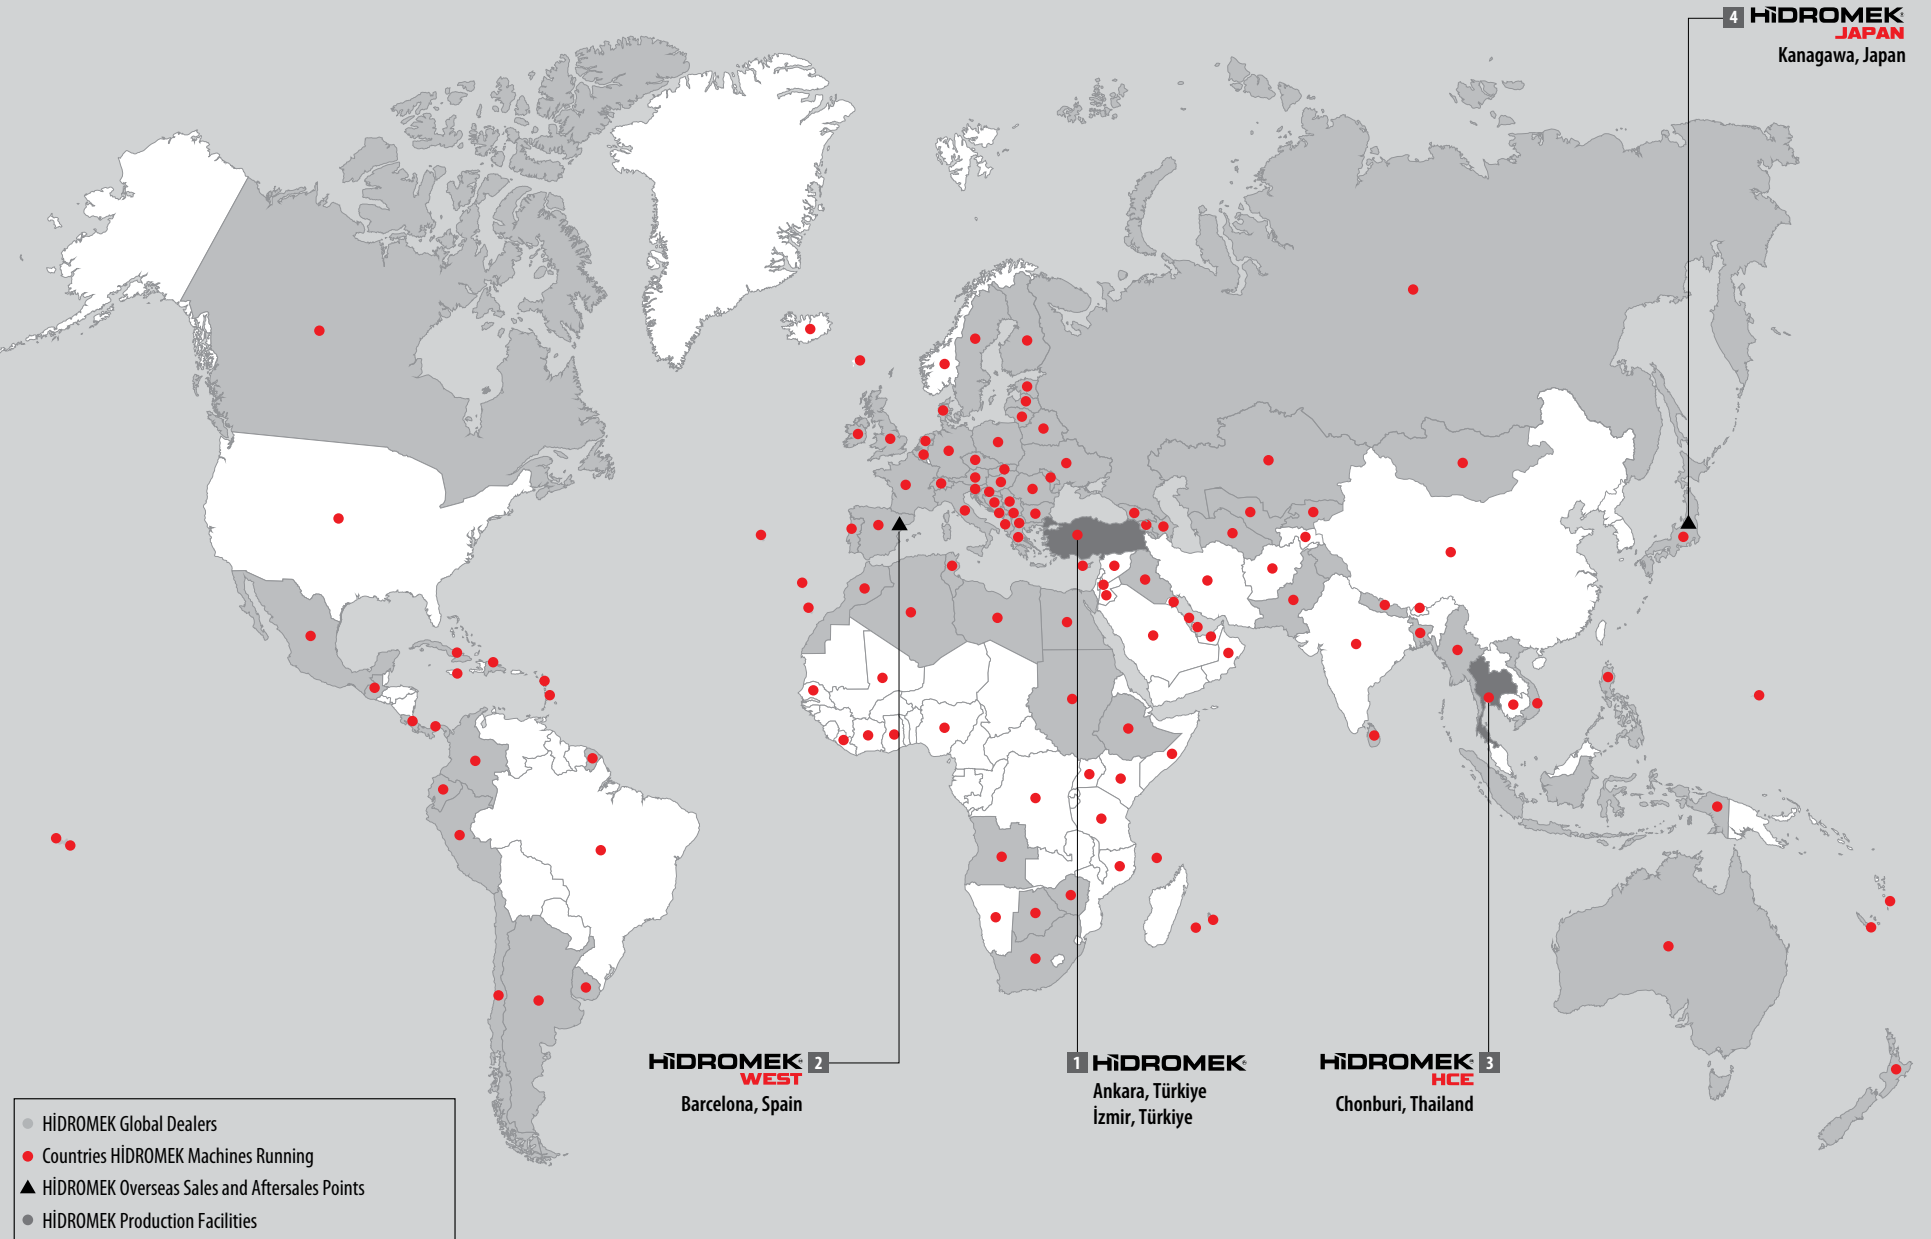 4 HİDROMEK
JAPAN
Kanagawa, Japan
HİDROMEK 2
WEST
Barcelona, Spain
1 HİDROMEK
Ankara, Türkiye
İzmir, Türkiye
HİDROMEK 3
HCE
Chonburi, Thailand
HİDROMEK Global Dealers
Countries HİDROMEK Machines Running
HİDROMEK Overseas Sales and Aftersales Points
HİDROMEK Production Facilities